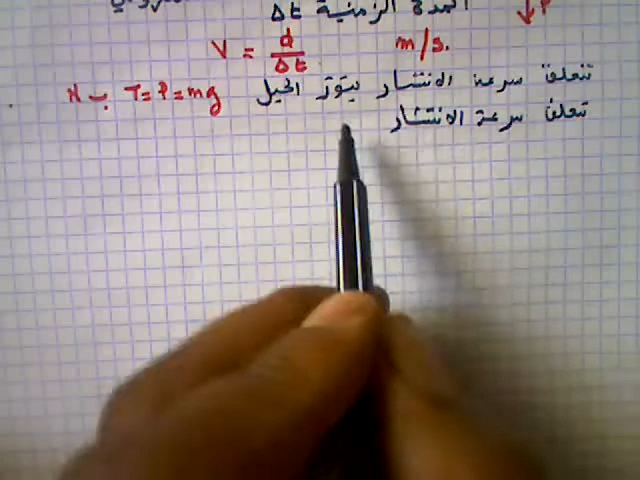 المدة الزمنية Δt P
V = d/Δt m/s.
تتعلق سرعة الانتشار بتوتر الحبل T=P=mg ب N
تتعلق سرعة الانتشار